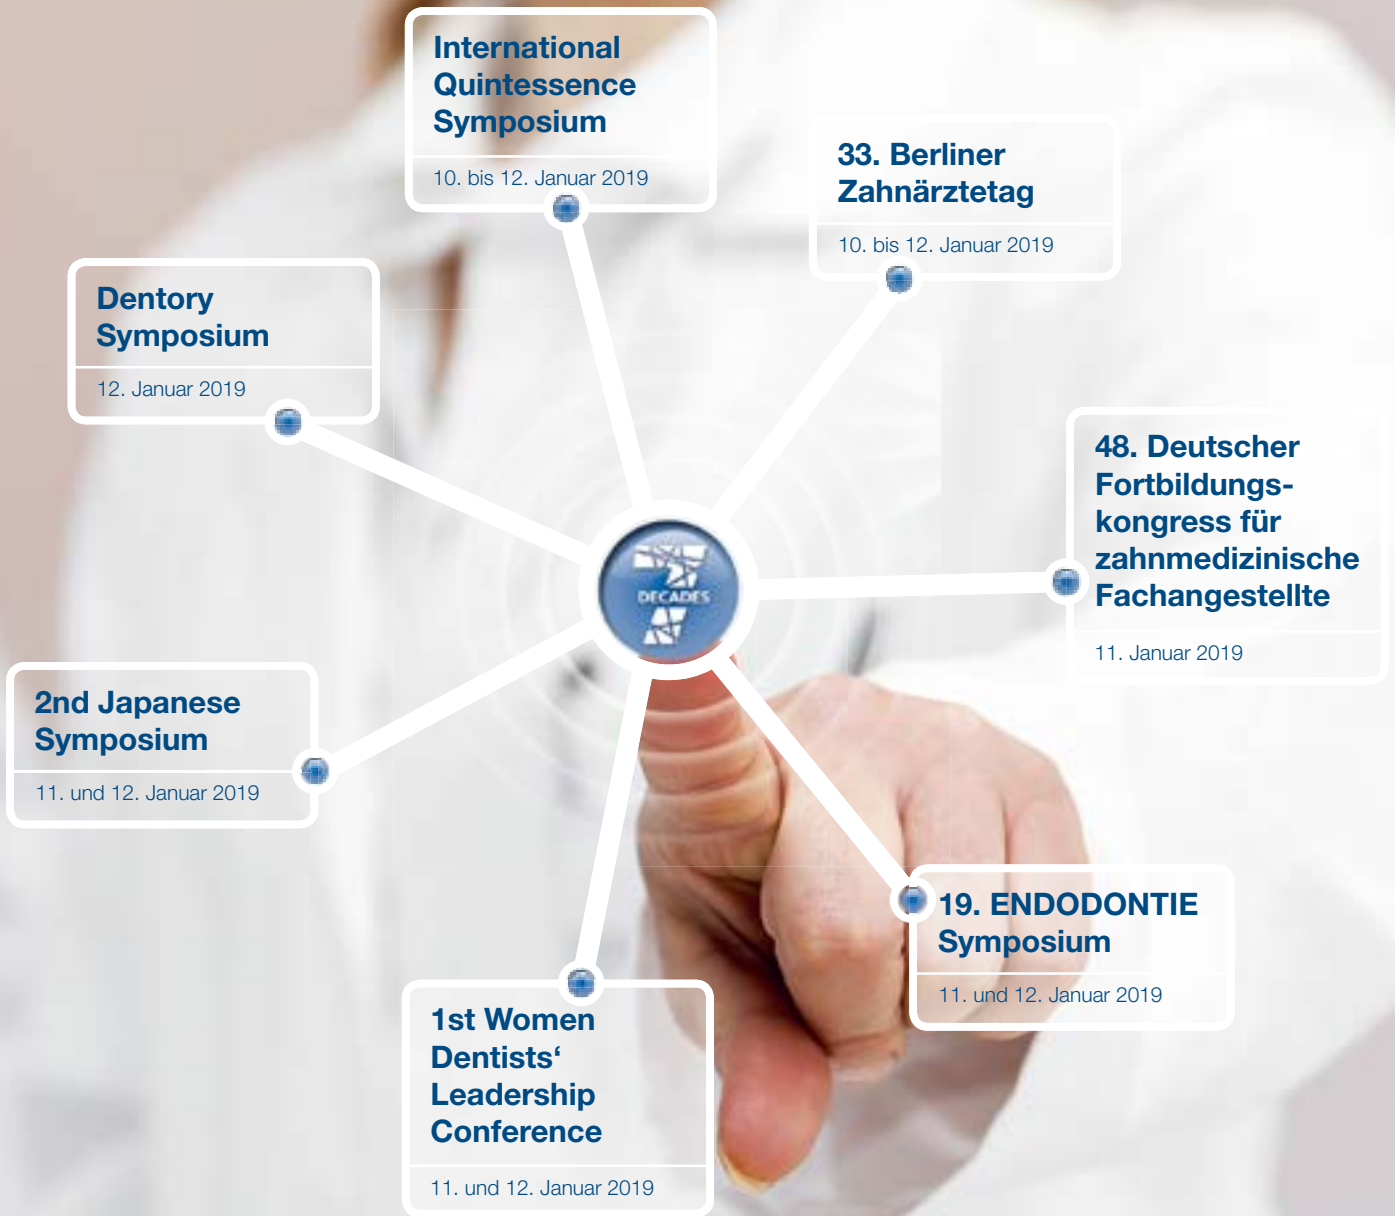 International
Quintessence
Symposium
10. bis 12. Januar 2019
33. Berliner
Zahnärztetag
10. bis 12. Januar 2019
Dentory
Symposium
12. Januar 2019
48. Deutscher
Fortbildungs-
kongress für
zahnmedizinische
Fachangestellte
11. Januar 2019
7 DECADES
2nd Japanese
Symposium
11. und 12. Januar 2019
19. ENDODONTIE
Symposium
11. und 12. Januar 2019
1st Women
Dentists‘
Leadership
Conference
11. und 12. Januar 2019